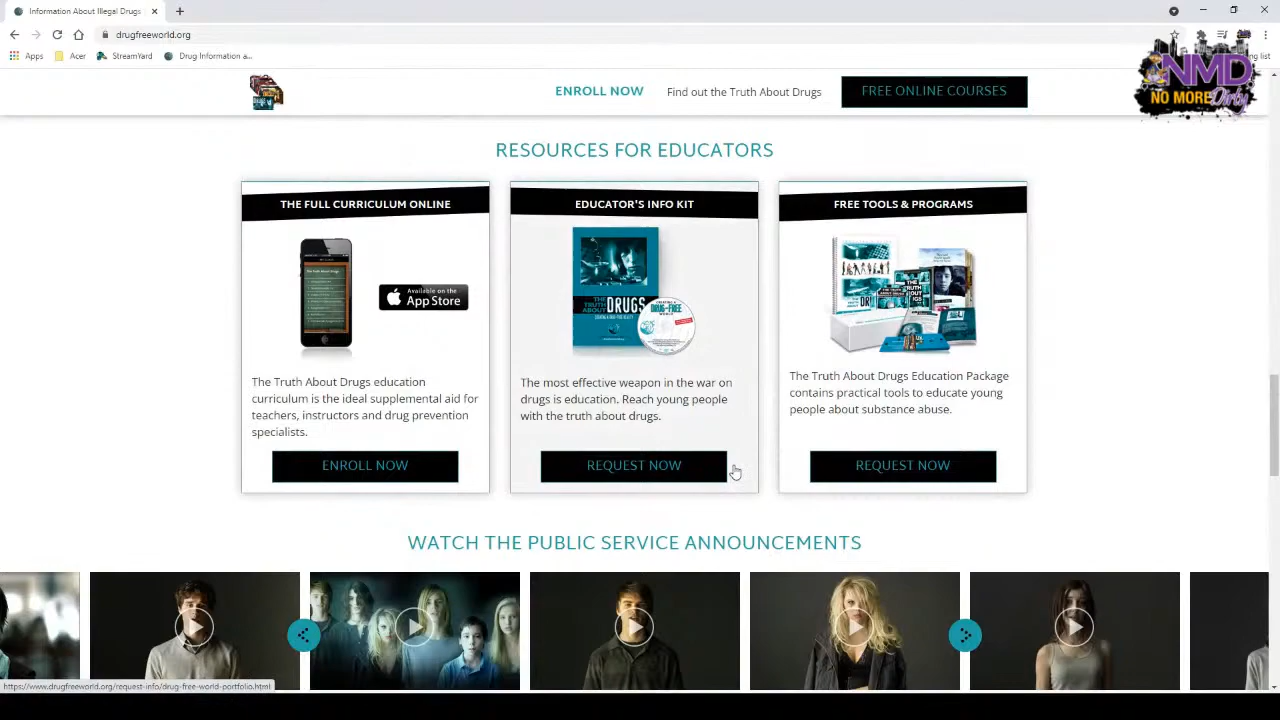 Information About Illegal Drugs
drugfreeworld.org
Apps
Acer
StreamYard
Drug Information a...
NMD
NO MORE Dirty
ENROLL NOW
Find out the Truth About Drugs
FREE ONLINE COURSES
RESOURCES FOR EDUCATORS
THE FULL CURRICULUM ONLINE
Available on the
App Store
The Truth About Drugs education
curriculum is the ideal supplemental aid for
teachers, instructors and drug prevention
specialists.
ENROLL NOW
EDUCATOR'S INFO KIT
THE TRUTH ABOUT DRUGS
The most effective weapon in the war on
drugs is education. Reach young people
with the truth about drugs.
REQUEST NOW
FREE TOOLS & PROGRAMS
The Truth About Drugs Education Package
contains practical tools to educate young
people about substance abuse.
REQUEST NOW
WATCH THE PUBLIC SERVICE ANNOUNCEMENTS
https://www.drugfreeworld.org/request-info/drug-free-world-portfolio.html